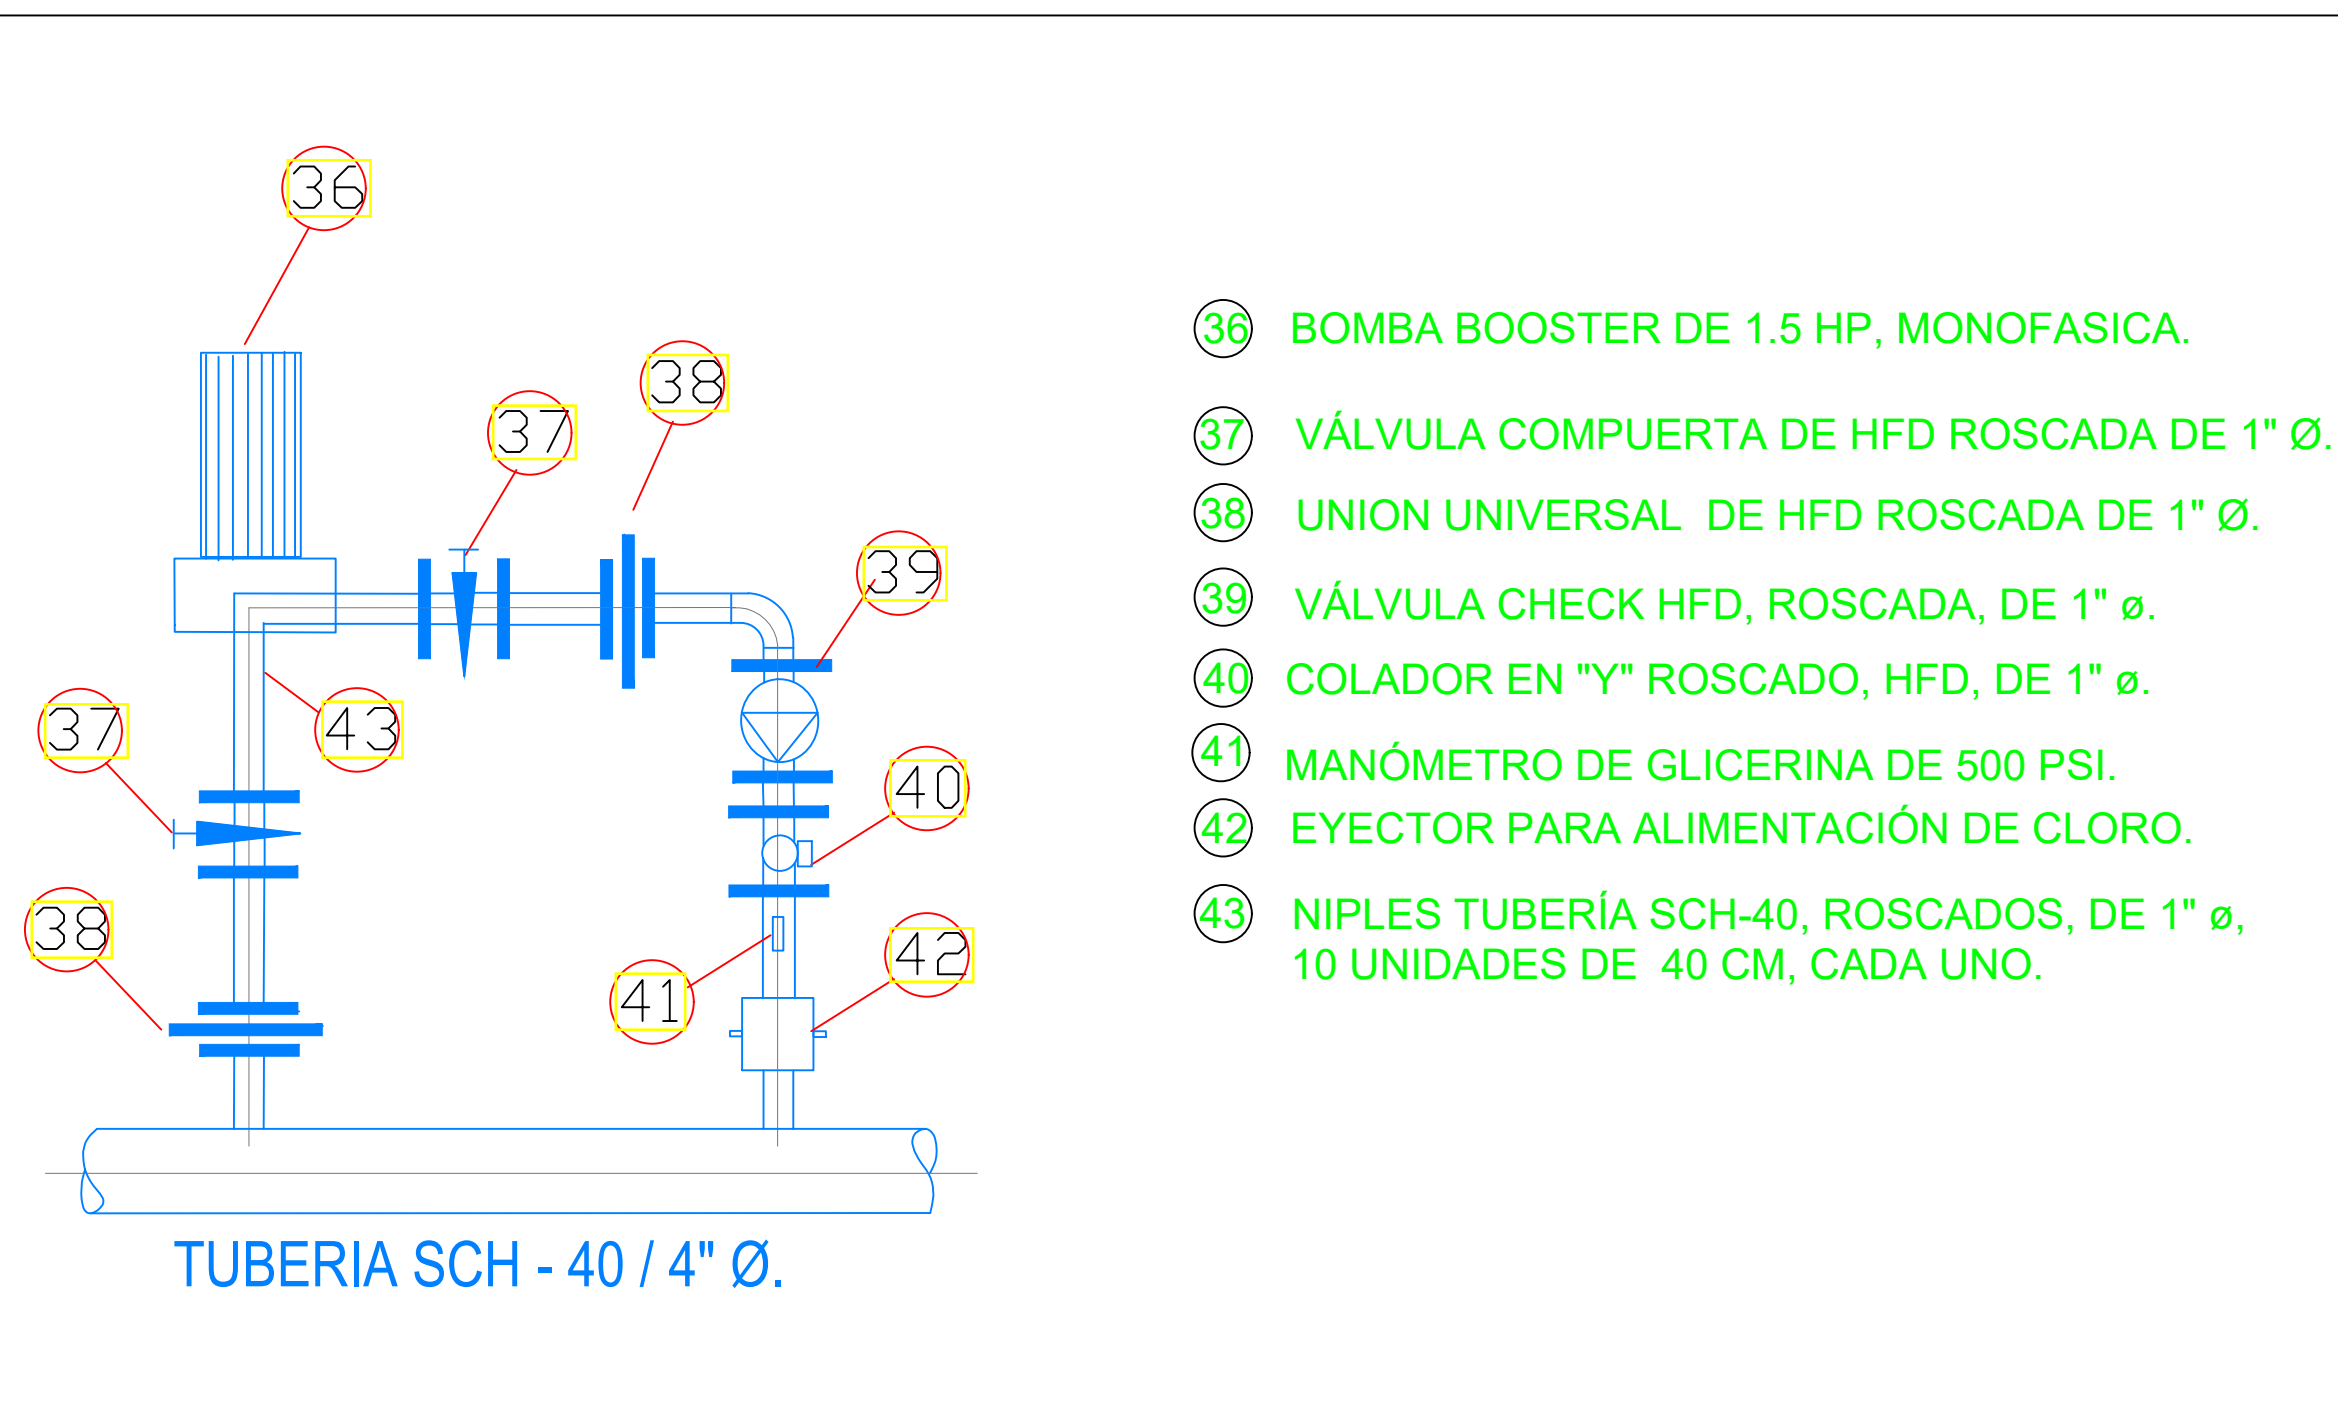 36
37
38
39
37
43
40
38
41
42
TUBERIA SCH - 40 / 4" Ø.
36 BOMBA BOOSTER DE 1.5 HP, MONOFASICA.
37 VÁLVULA COMPUERTA DE HFD ROSCADA DE 1" Ø.
38 UNION UNIVERSAL  DE HFD ROSCADA DE 1" Ø.
39 VÁLVULA CHECK HFD, ROSCADA, DE 1" ø.
40 COLADOR EN "Y" ROSCADO, HFD, DE 1" ø.
41 MANÓMETRO DE GLICERINA DE 500 PSI.
42 EYECTOR PARA ALIMENTACIÓN DE CLORO.
43 NIPLES TUBERÍA SCH-40, ROSCADOS, DE 1" ø,
10 UNIDADES DE  40 CM, CADA UNO.